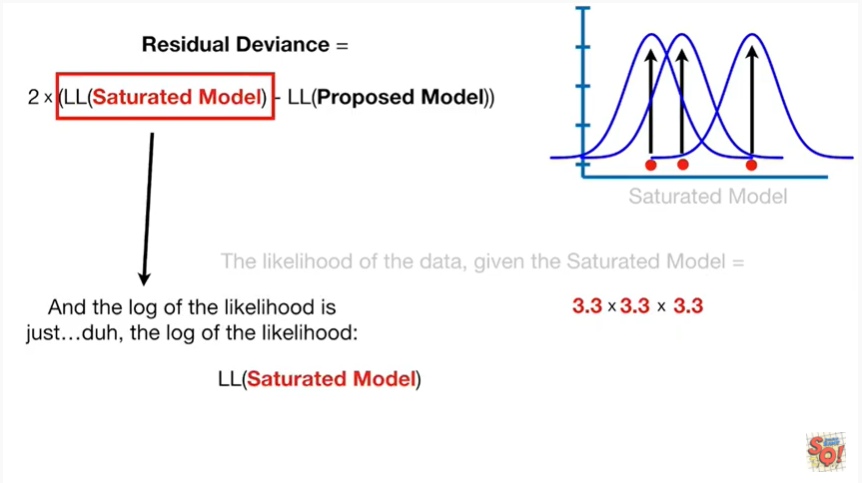 Residual Deviance =
2 x (LL(Saturated Model) - LL(Proposed Model))
Saturated Model
The likelihood of the data, given the Saturated Model =
And the log of the likelihood is
just...duh, the log of the likelihood:
3.3 x 3.3 x 3.3
LL(Saturated Model)
SQ!